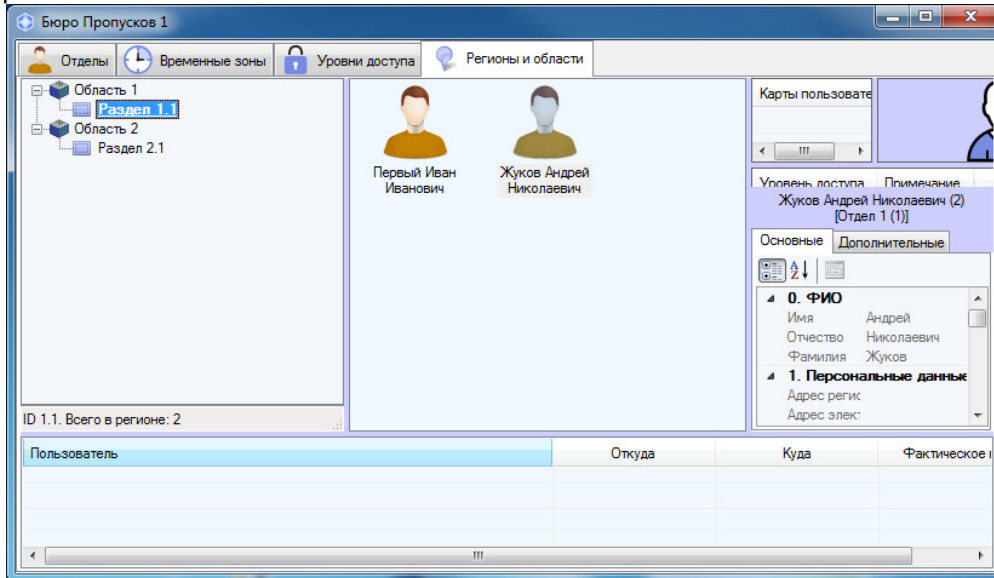 Бюро Пропусков 1
Отделы
Временные зоны
Уровни доступа
Регионы и области
Область 1
Раздел 1.1
Область 2
Раздел 2.1
ID 1.1. Всего в регионе: 2
Первый Иван
Иванович
Жуков Андрей
Николаевич
Карты пользовате
Уровень доступа Примечание
Жуков Андрей Николаевич (2)
[Отдел 1 (1)]
Основные Дополнительные
0. ФИО
Имя Андрей
Отчество Николаевич
Фамилия Жуков
1. Персональные данные
Адрес регис
Адрес элект
Пользователь Откуда Куда Фактическое